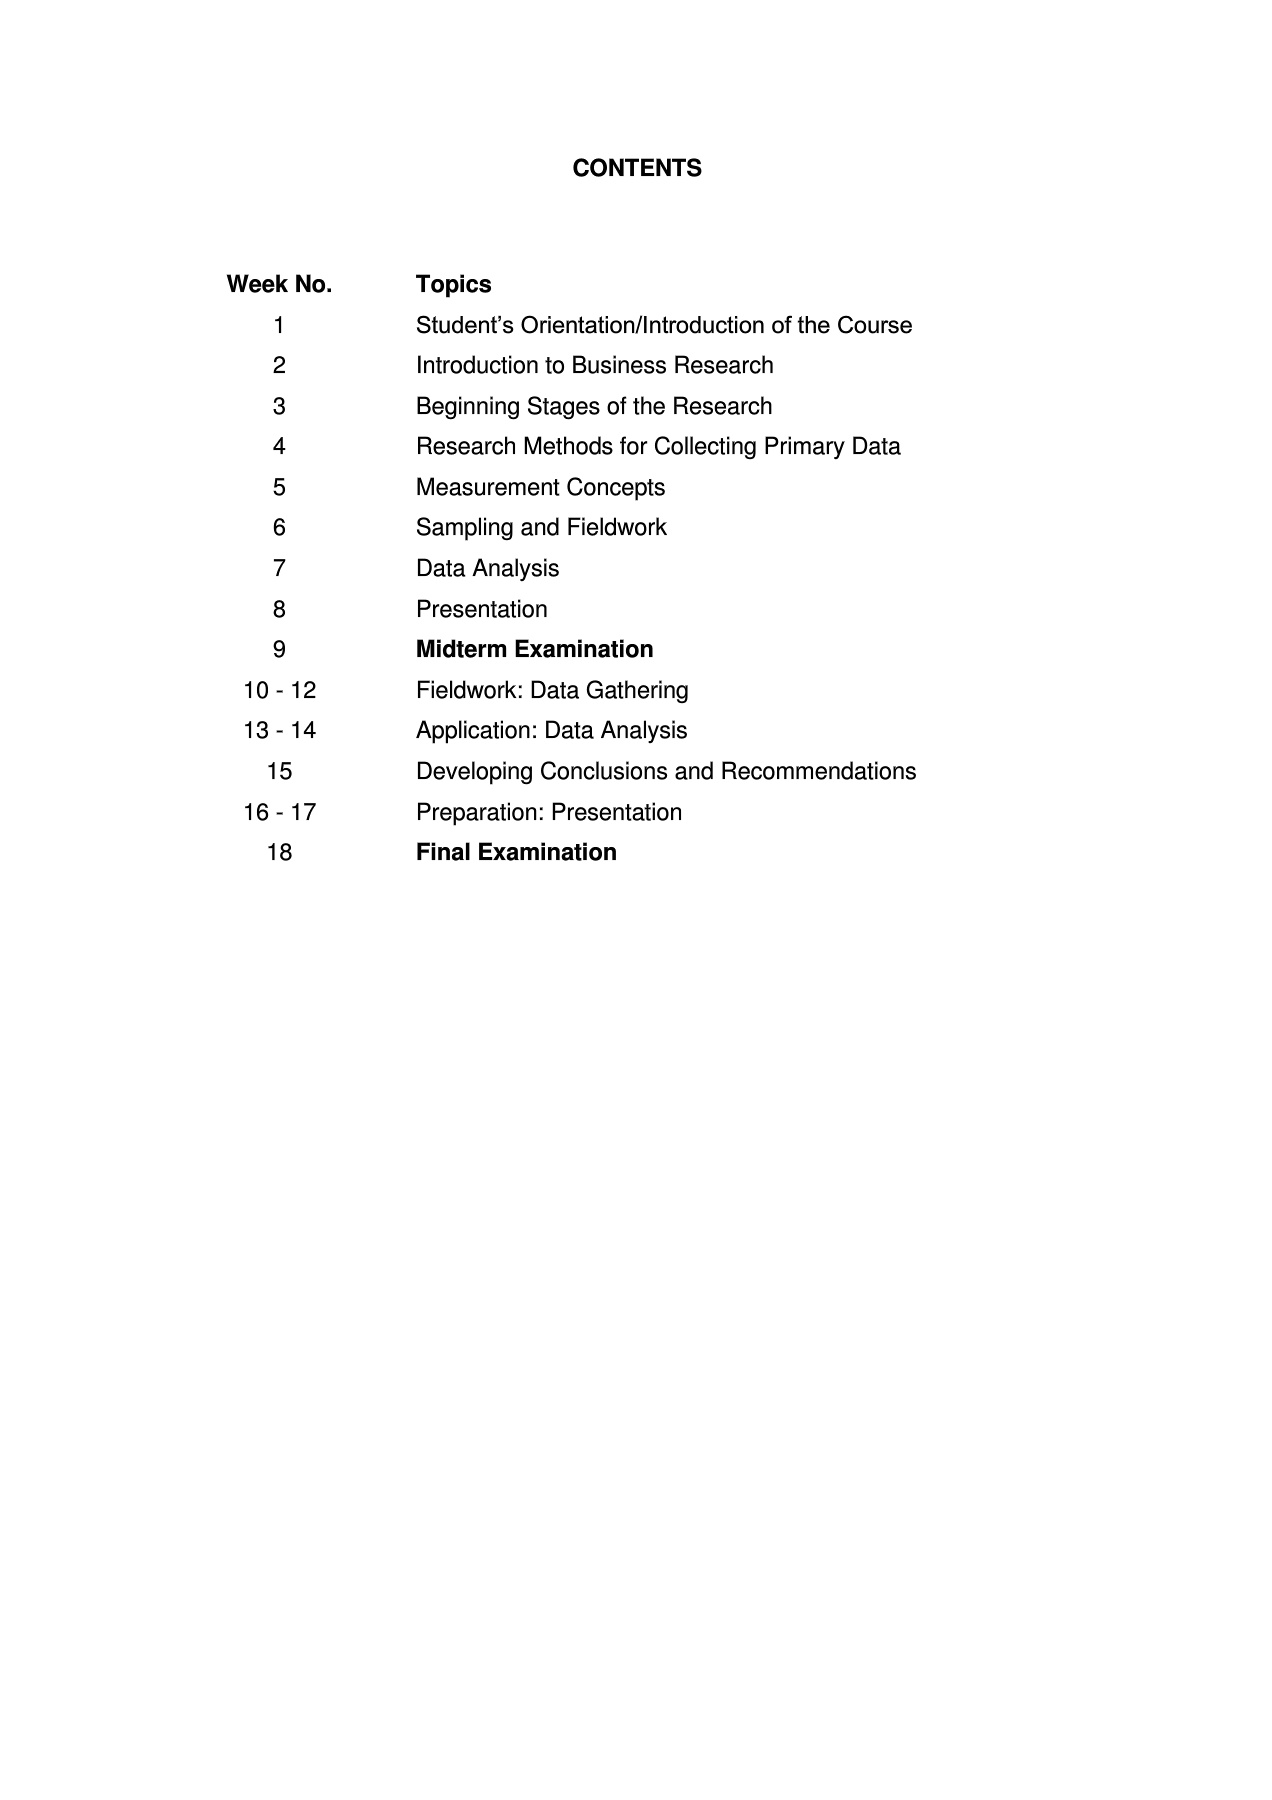 CONTENTS
Week No. Topics
1 Student’s Orientation/Introduction of the Course
2 Introduction to Business Research
3 Beginning Stages of the Research
4 Research Methods for Collecting Primary Data
5 Measurement Concepts
6 Sampling and Fieldwork
7 Data Analysis
8 Presentation
9 Midterm Examination
10 - 12 Fieldwork: Data Gathering
13 - 14 Application: Data Analysis
15 Developing Conclusions and Recommendations
16 - 17 Preparation: Presentation
18 Final Examination